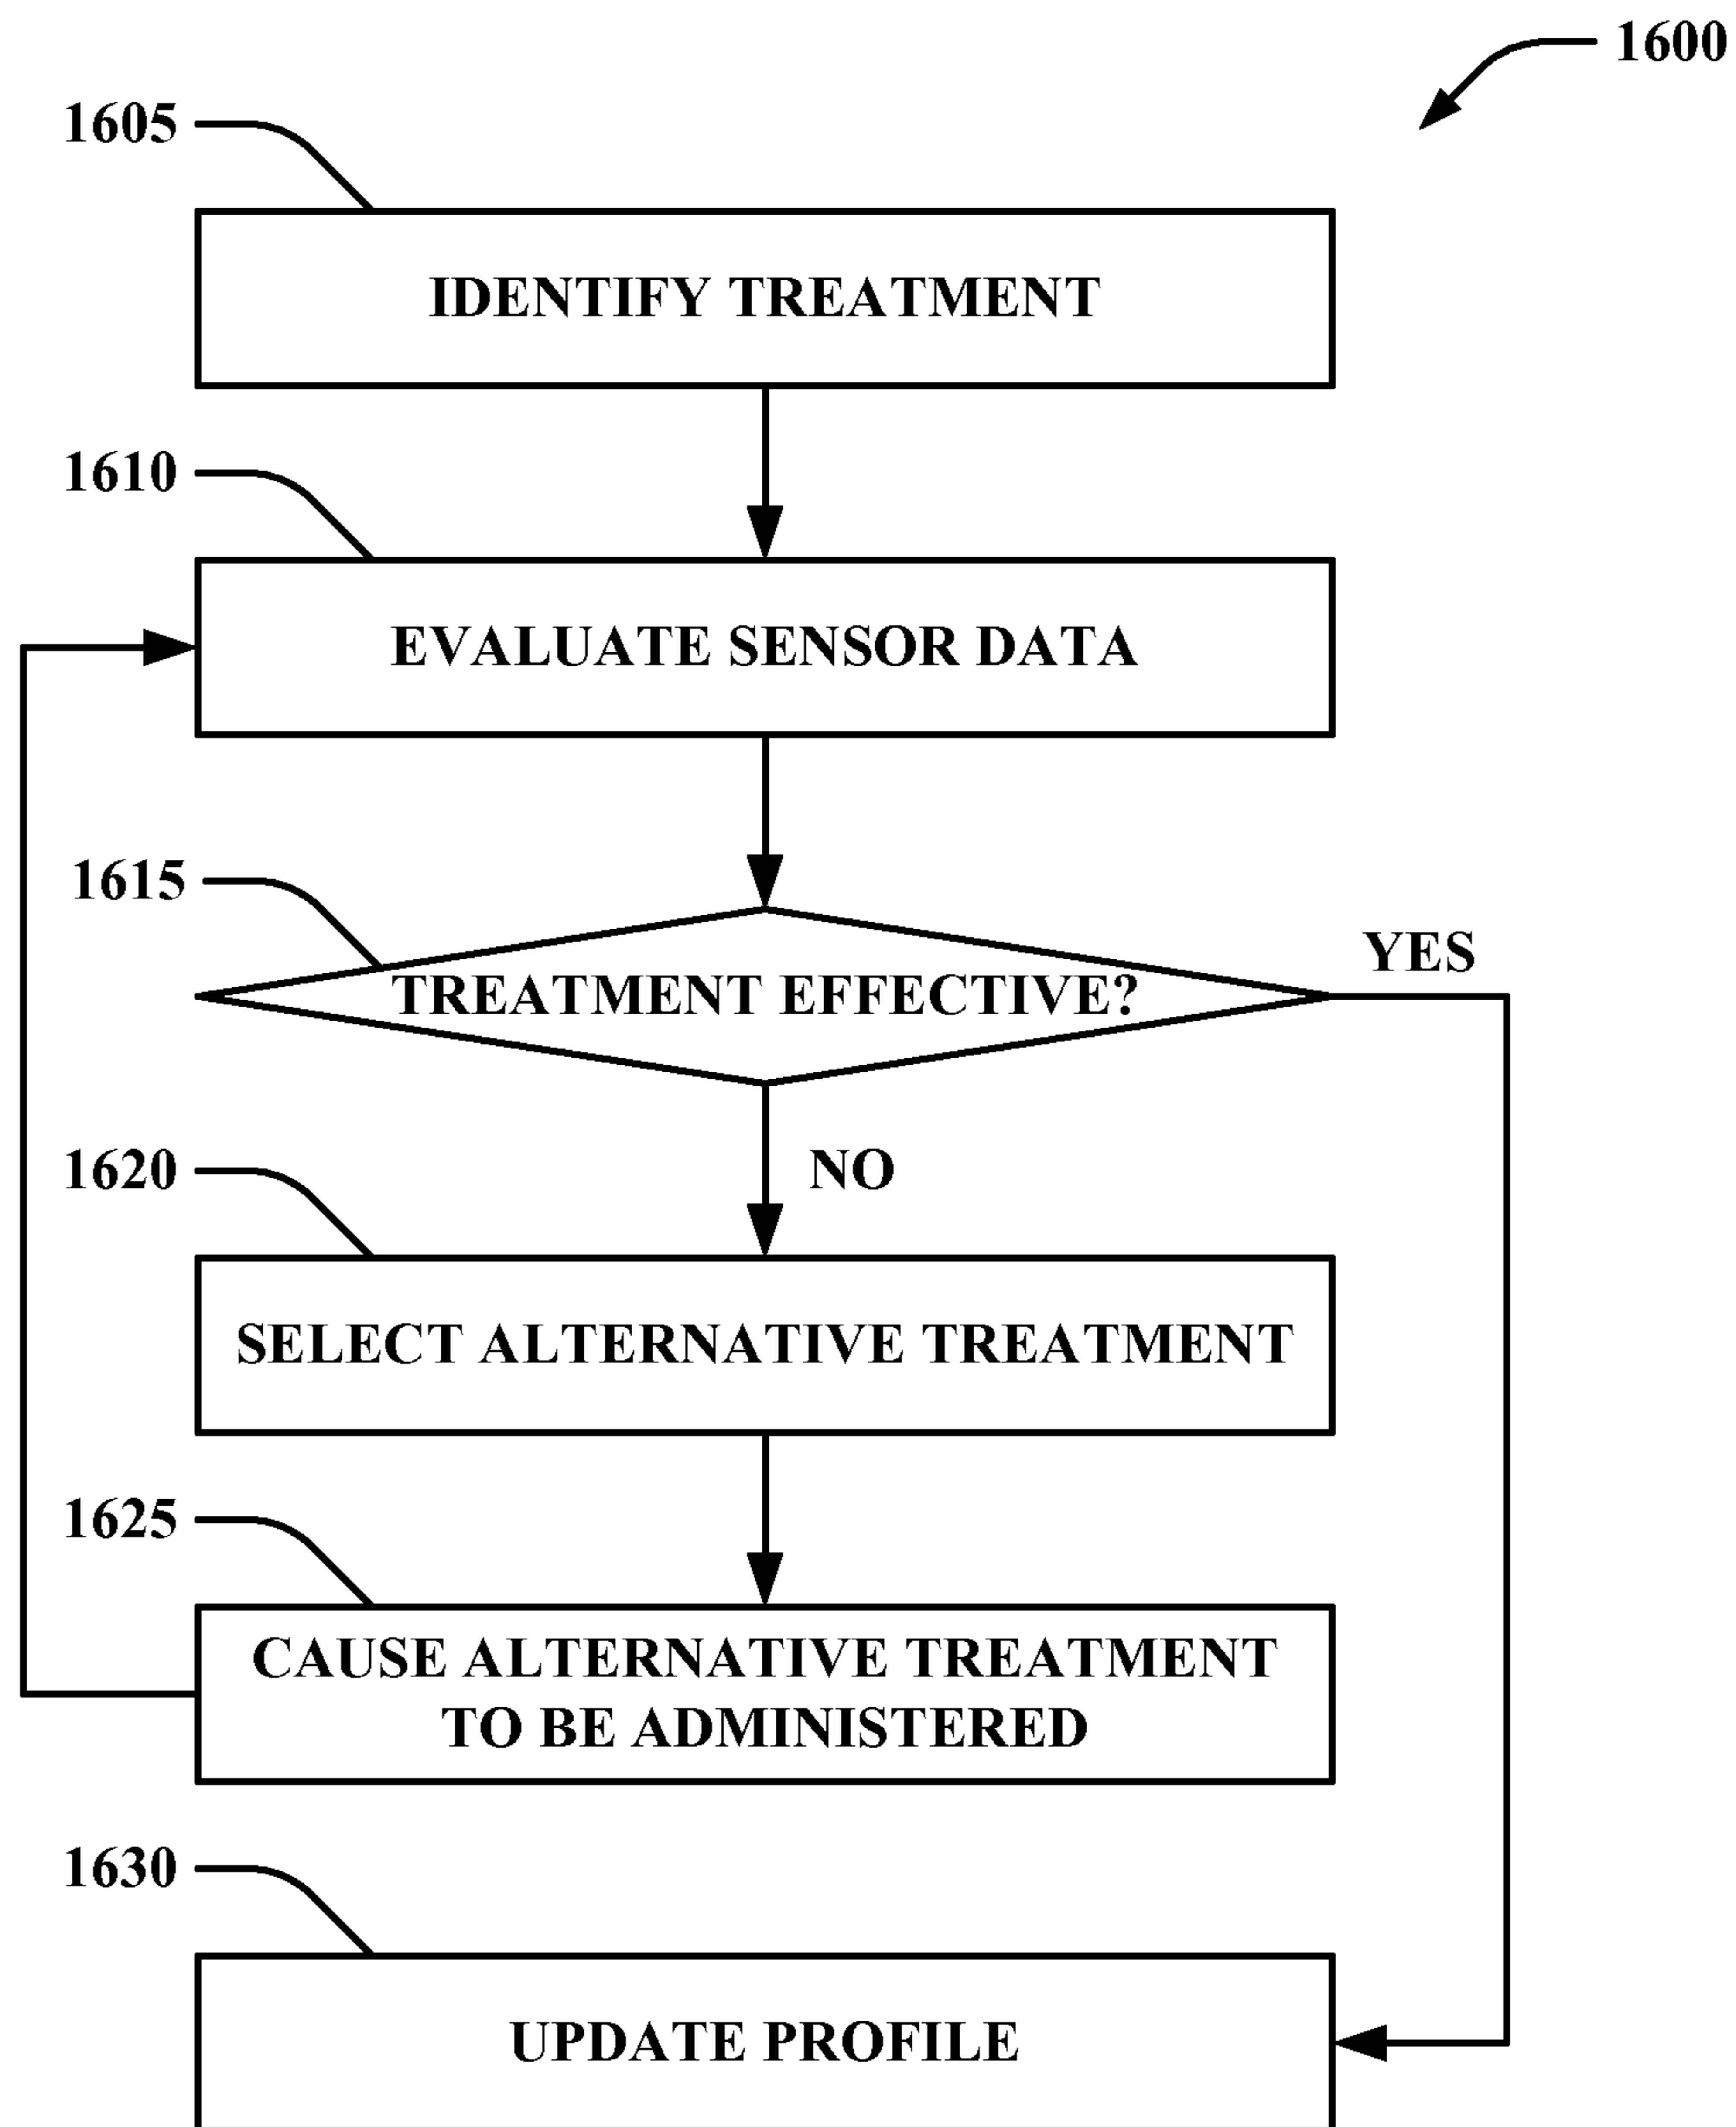 1600
1605
IDENTIFY TREATMENT
1610
EVALUATE SENSOR DATA
1615
TREATMENT EFFECTIVE?
YES
NO
1620
SELECT ALTERNATIVE TREATMENT
1625
CAUSE ALTERNATIVE TREATMENT
TO BE ADMINISTERED
1630
UPDATE PROFILE